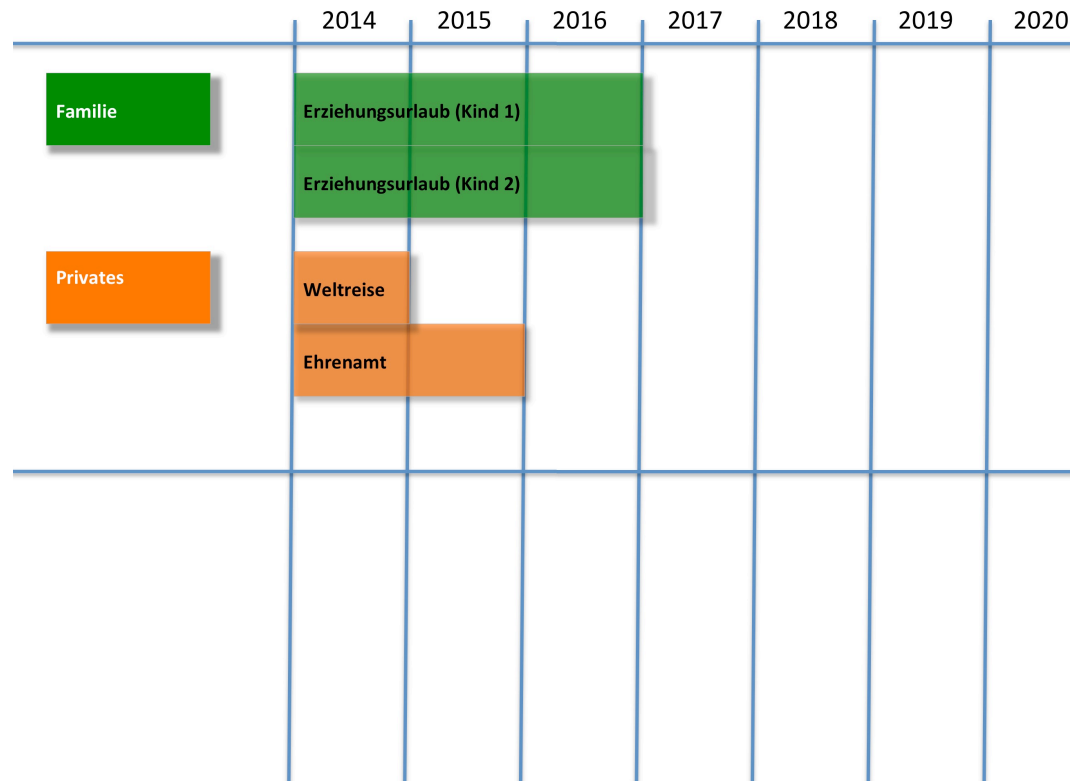 2014 2015 2016 2017 2018 2019 2020
Familie
Erziehungsurlaub (Kind 1)
Erziehungsurlaub (Kind 2)
Privates
Weltreise
Ehrenamt